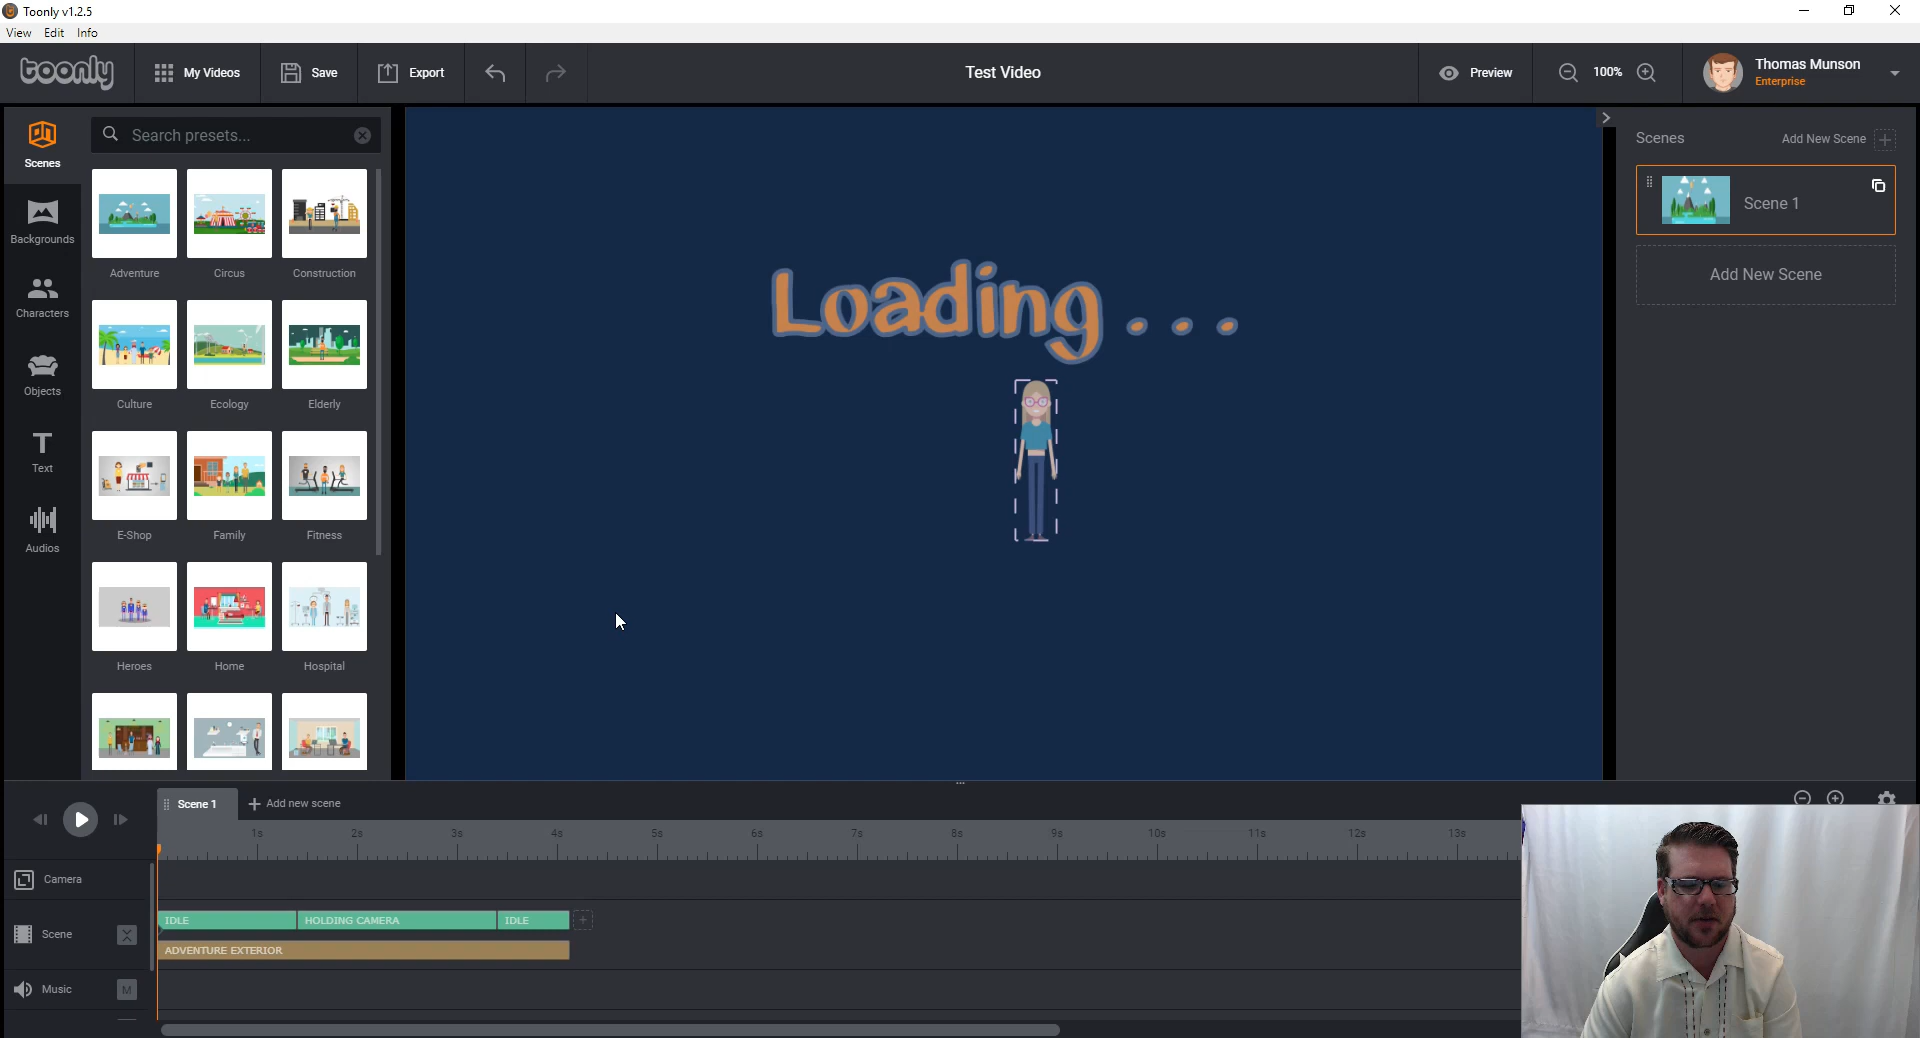 Toonly v1.2.5
View Edit Info
toonly
My Videos
Save
Export
Test Video
Preview
100%
Thomas Munson
Enterprise
Scenes
Backgrounds
Characters
Objects
Text
Audios
Search presets...
Adventure Circus Construction
Culture Ecology Elderly
E-Shop Family Fitness
Heroes Home Hospital
Loading . . .
Scenes
Add New Scene
Scene 1
Add New Scene
Scene 1
Add new scene
1s 2s 3s 4s 5s 6s 7s 8s 9s 10s 11s 12s 13s
Camera
Scene
IDLE HOLDING CAMERA IDLE
ADVENTURE EXTERIOR
Music M